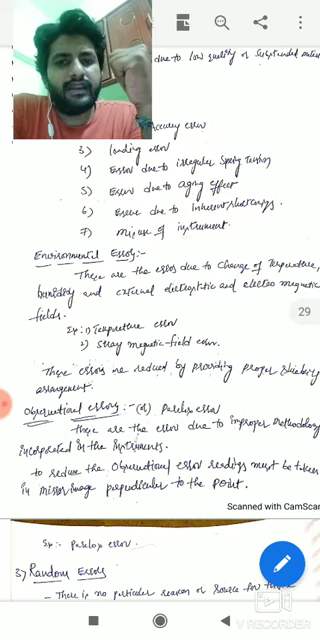 due to low quality or substandard mater
accuracy error
3) loading error
4) Error due to irregular spring tension
5) Error due to aging effect
6) Error due to inherent shortcomings.
7) misuse of instrument.
Environmental Errors:-
These are the errors due to change of Temperature,
humidity and external electrostatic and electro magnetic
fields.
Ex:- 1) Temperature error
2) stray magnetic field error.
These errors are reduced by providing proper shielding
arrangement.
Observational errors:- (or) Parallax error
these are the error due to improper methodology
incorporated in the instruments.
to reduce the observational error readings must be taken
in mirror image perpendicular to the point.
29
Scanned with CamScan
Ex:- Parallax error.
3) Random Errors
- There is no particular reason or source for
V RECORDER